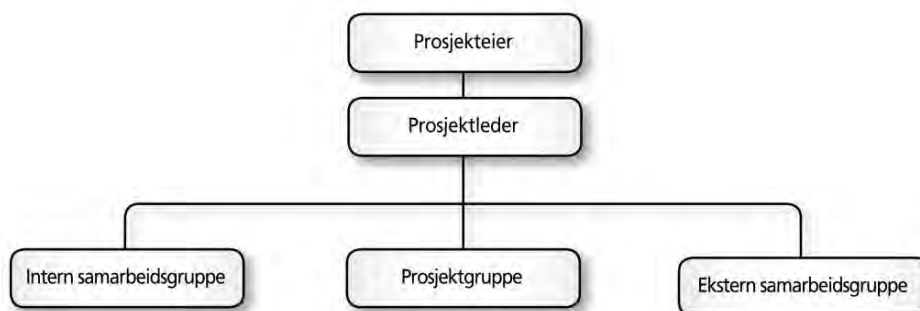 Prosjekteier
Prosjektleder
Intern samarbeidsgruppe
Prosjektgruppe
Ekstern samarbeidsgruppe